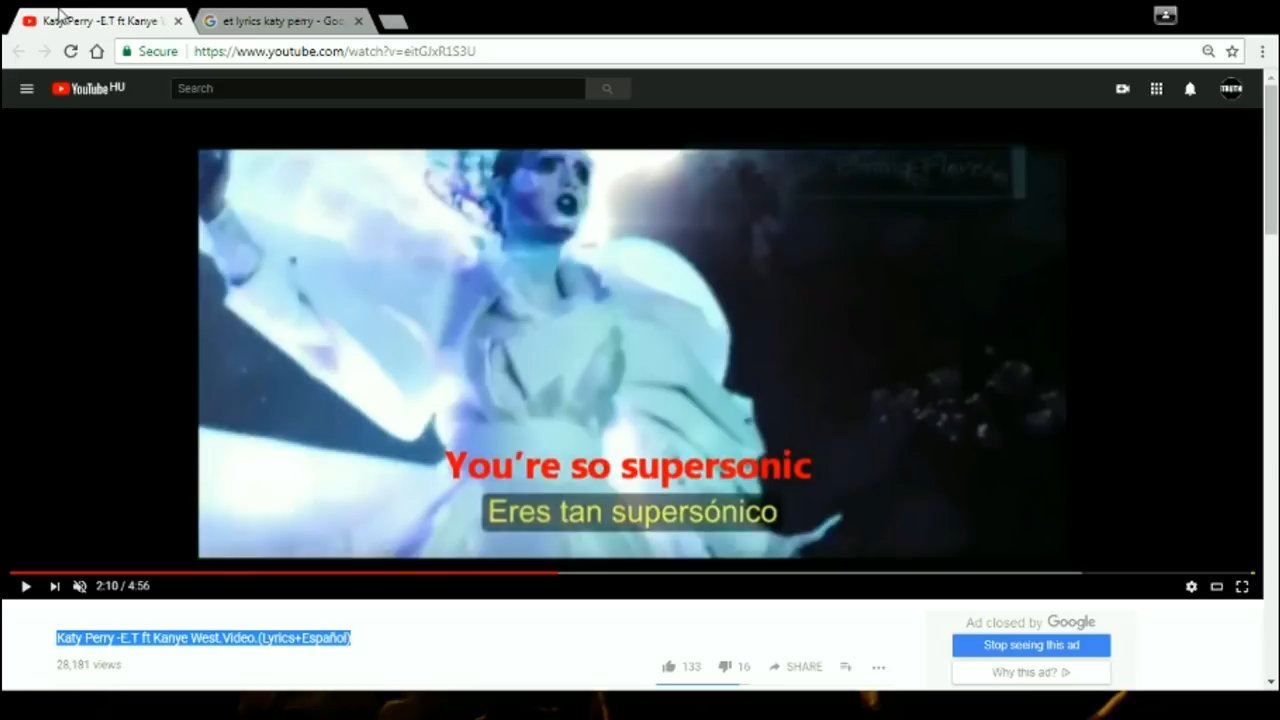 Katy Perry -E.T ft Kanye W
et lyrics katy perry - Goo
Secure
https://www.youtube.com/watch?v=eitGJxR1S3U
YouTube HU
Search
TRUTH
You're so supersonic
Eres tan supersónico
2:10 / 4:56
Katy Perry -E.T ft Kanye West.Video.(Lyrics+Español)
28,181 views
133
16
SHARE
Ad closed by Google
Stop seeing this ad
Why this ad?